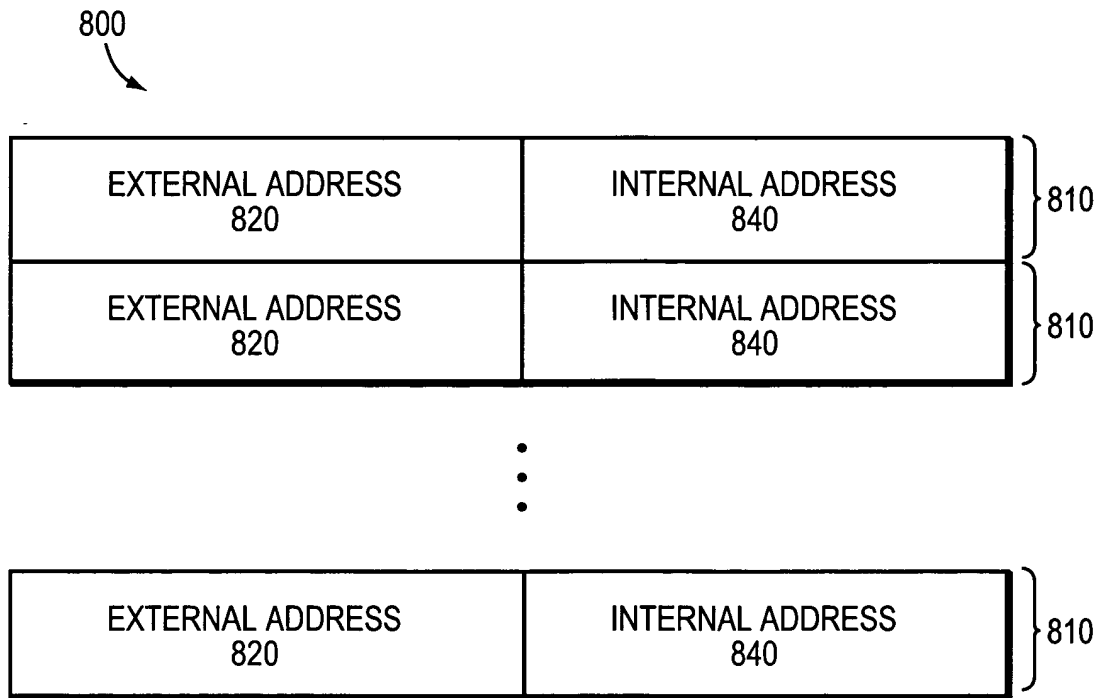 800
EXTERNAL ADDRESS
820
INTERNAL ADDRESS
840
810
EXTERNAL ADDRESS
820
INTERNAL ADDRESS
840
810
EXTERNAL ADDRESS
820
INTERNAL ADDRESS
840
810